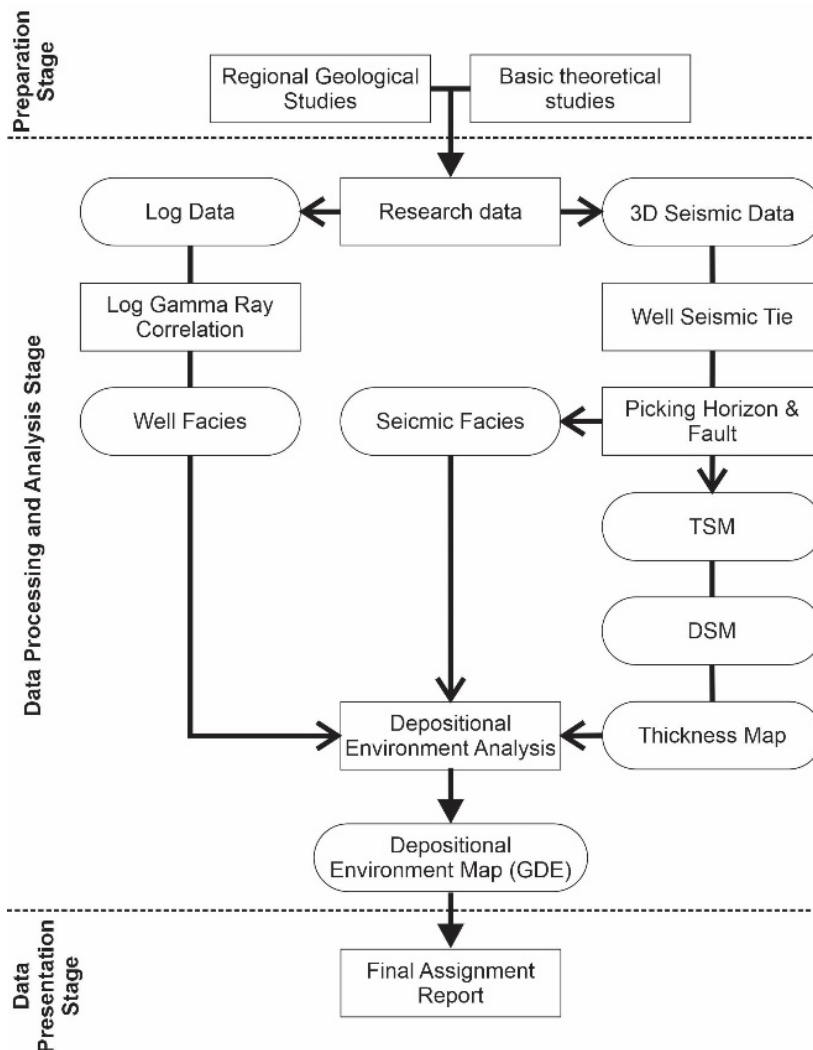 Preparation
Stage
Regional Geological
Studies
Basic theoretical
studies
Data Processing and Analysis Stage
Log Data
Research data
3D Seismic Data
Log Gamma Ray
Correlation
Well Seismic Tie
Well Facies
Seicmic Facies
Picking Horizon &
Fault
TSM
DSM
Depositional
Environment Analysis
Thickness Map
Depositional
Environment Map (GDE)
Data
Presentation
Stage
Final Assignment
Report